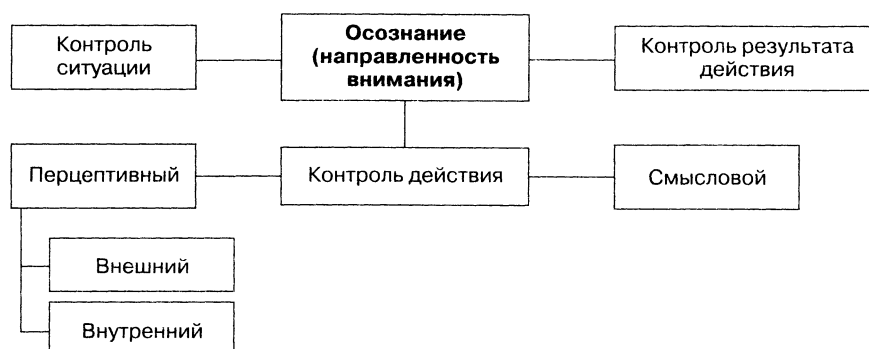 Контроль
ситуации
Осознание
(направленность
внимания)
Контроль результата
действия
Перцептивный
Контроль действия
Смысловой
Внешний
Внутренний